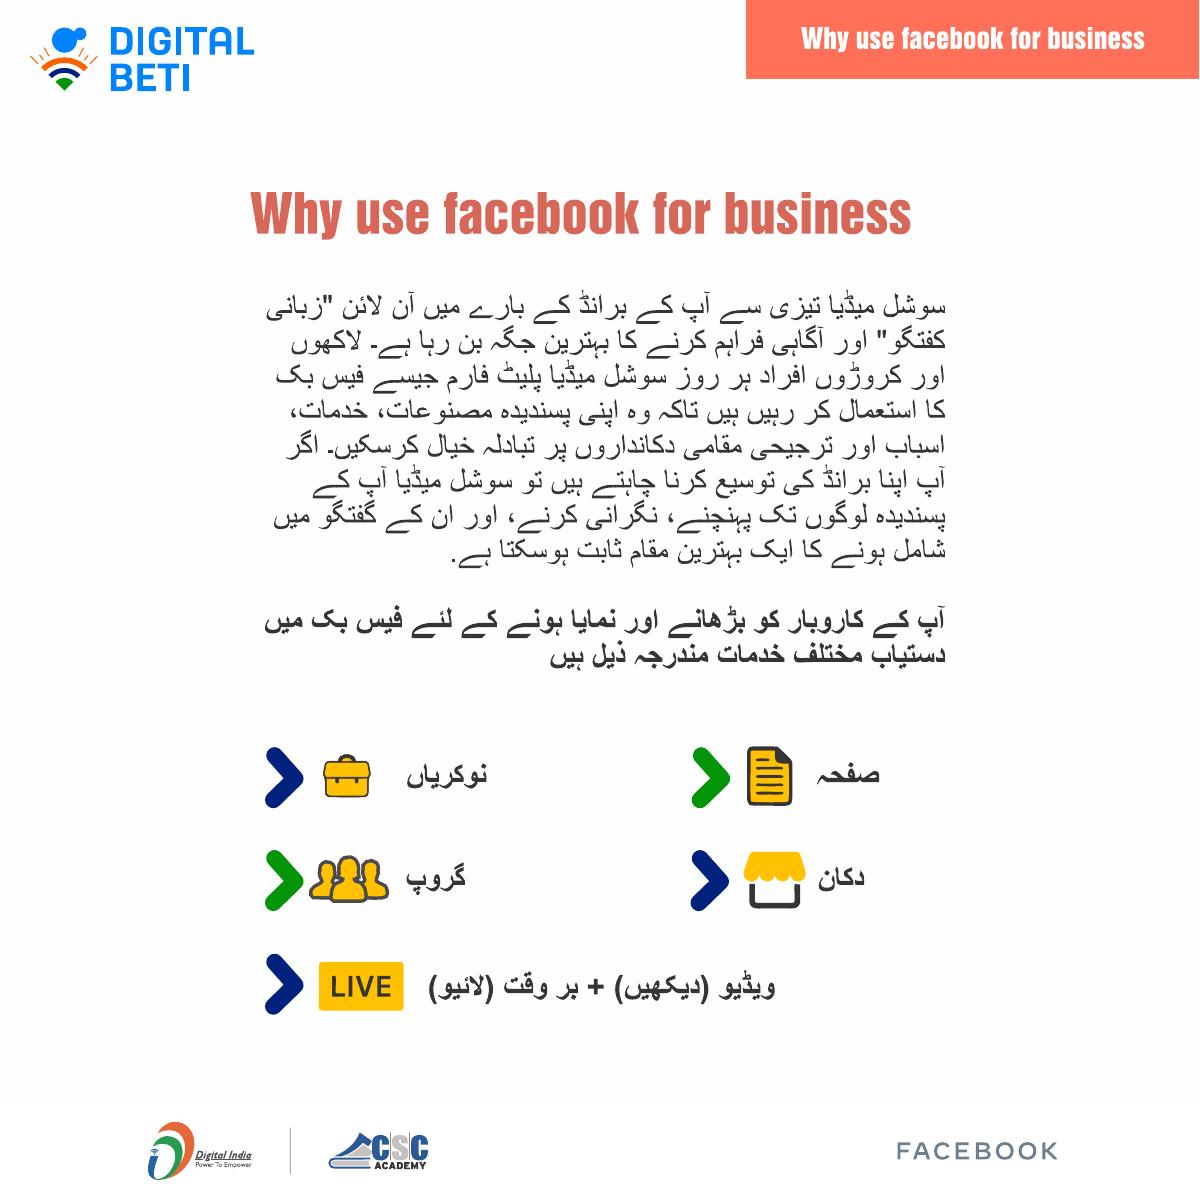 DIGITAL
BETI
Why use facebook for business
Why use facebook for business
سوشل میڈیا تیزی سے آپ کے برانڈ کے بارے میں آن لائن "زبانی
کفتگو" اور آگاہی فراہم کرنے کا بہترین جگہ بن رہا ہے۔ لاکھوں
اور کروڑوں افراد ہر روز سوشل میڈیا پلیٹ فارم جیسے فیس بک
کا استعمال کر رہیں ہیں تاکہ وہ اپنی پسندیدہ مصنوعات، خدمات،
اسباب اور ترجیحی مقامی دکانداروں پر تبادلہ خیال کرسکیں۔ اگر
آپ اپنا برانڈ کی توسیع کرنا چاہتے ہیں تو سوشل میڈیا آپ کے
پسندیدہ لوگوں تک پہنچنے، نگرانی کرنے، اور ان کے گفتگو میں
شامل ہونے کا ایک بہترین مقام ثابت ہوسکتا ہے.
آپ کے کاروبار کو بڑھانے اور نمایا ہونے کے لئے فیس بک میں
دستیاب مختلف خدمات مندرجہ ذیل ہیں
نوکریاں
صفحہ
گروپ
دکان
LIVE
ویڈیو (دیکھیں) + بر وقت (لائیو)
Digital India
Power To Empower
CSC
ACADEMY
FACEBOOK